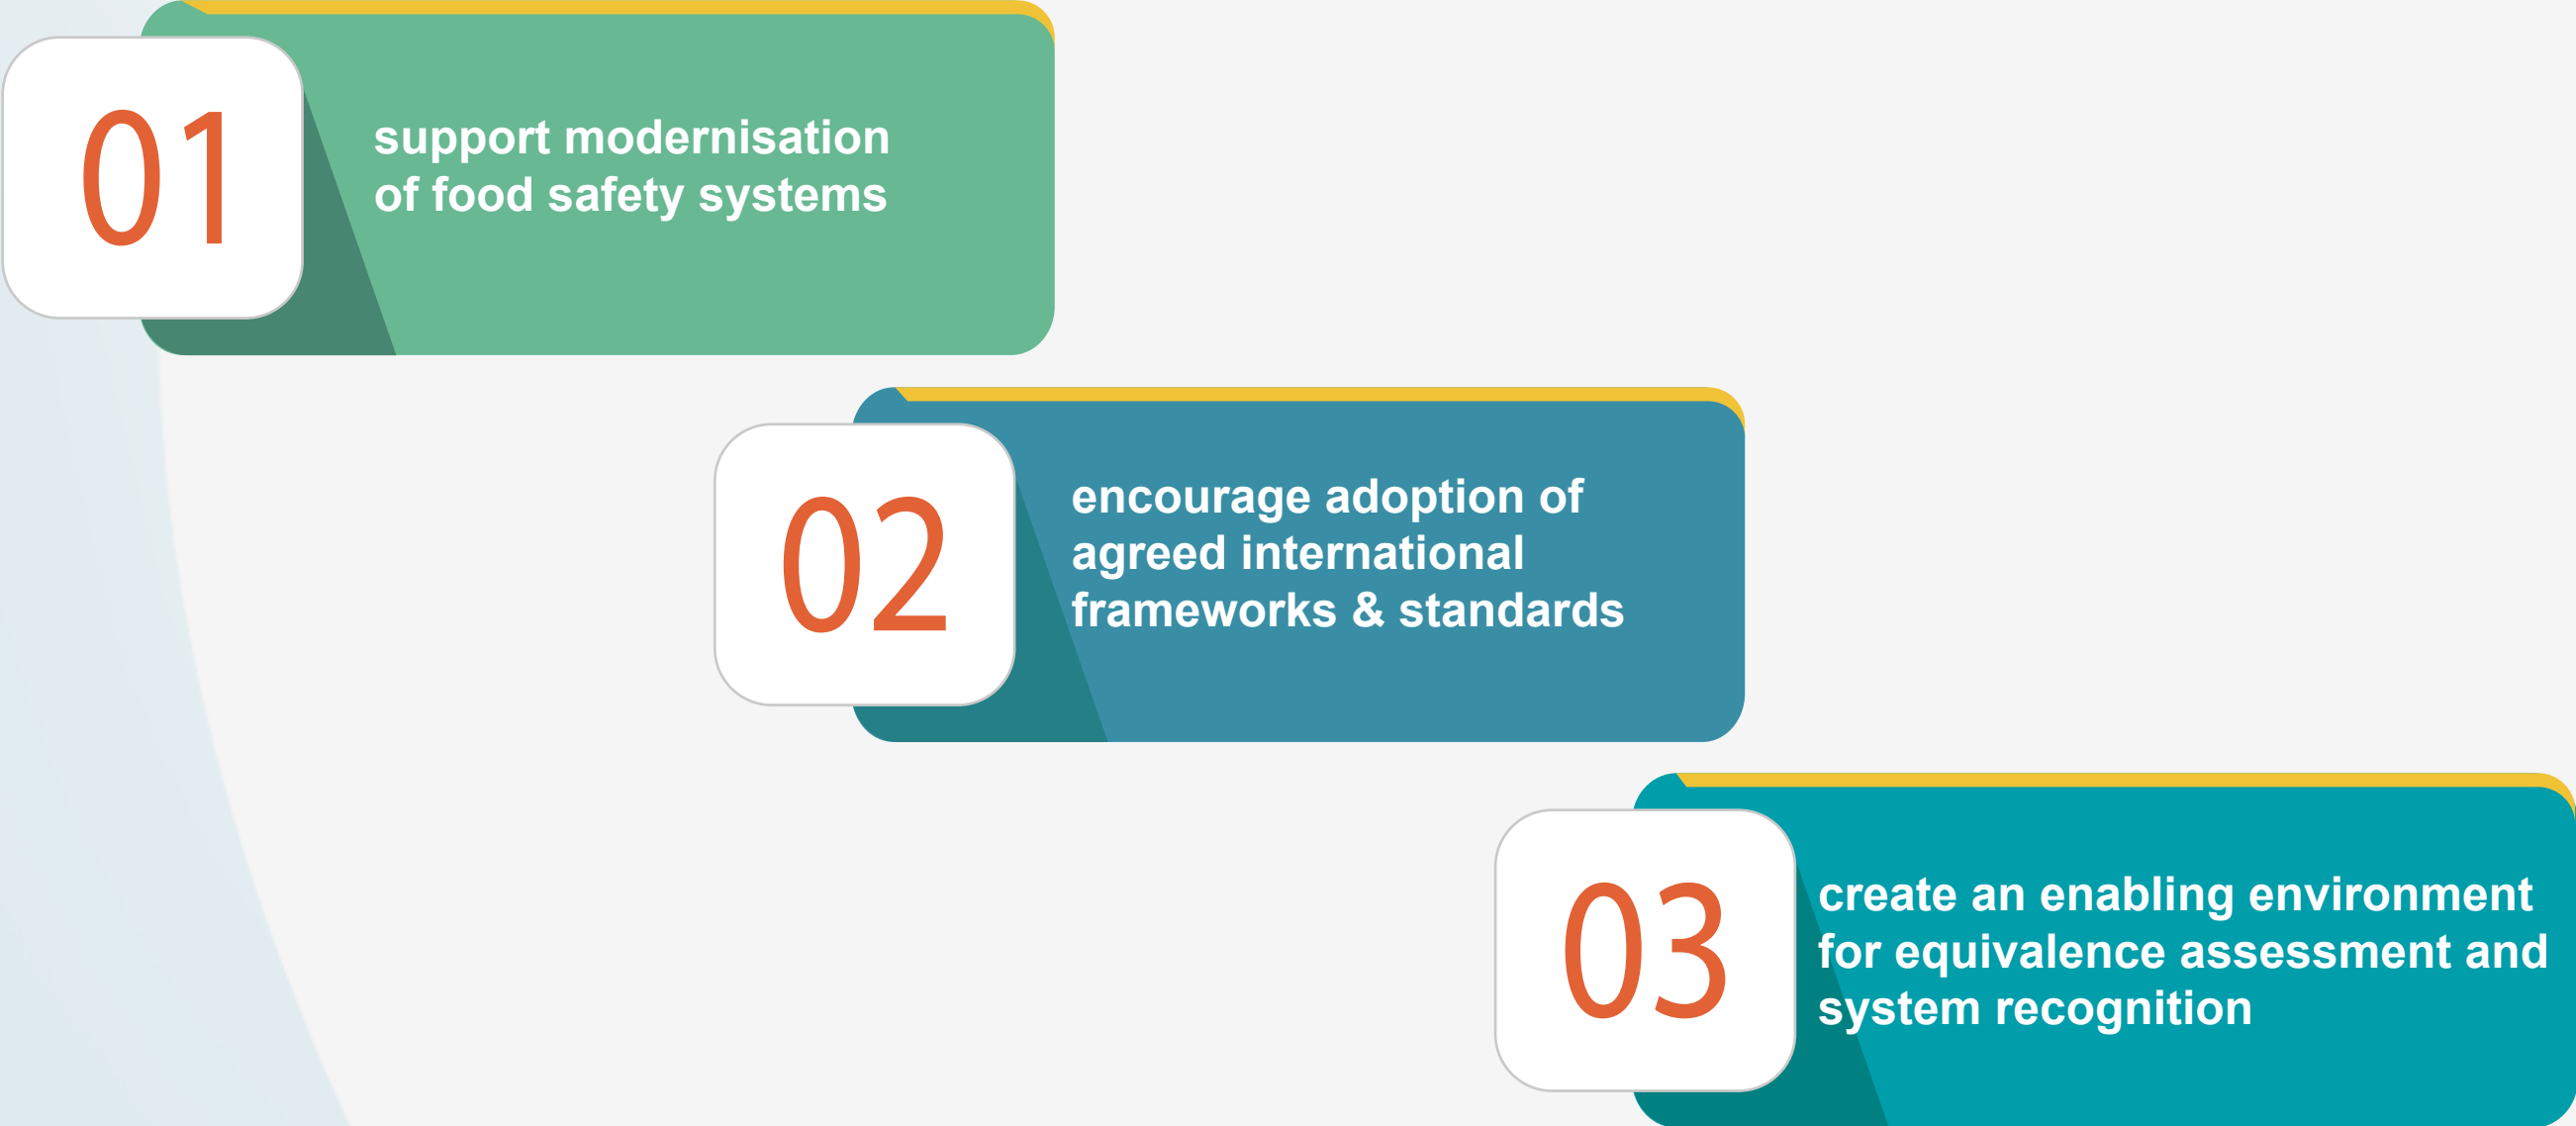 01
support modernisation
of food safety systems
02
encourage adoption of
agreed international
frameworks & standards
03
create an enabling environment
for equivalence assessment and
system recognition